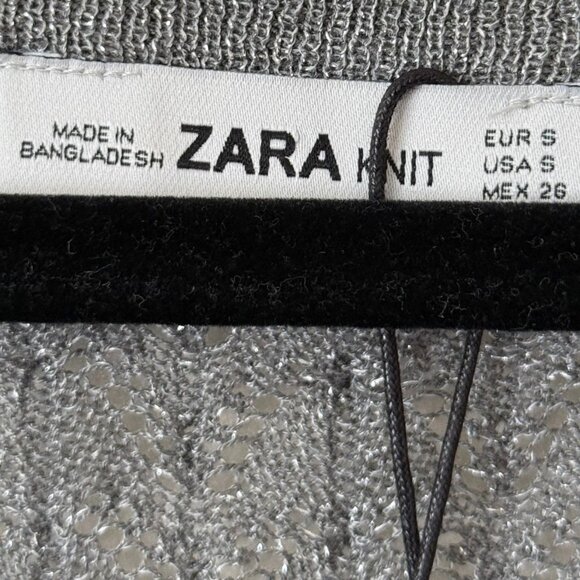 MADE IN
BANGLADESH
ZARA KNIT
EUR S
USA S
MEX 26